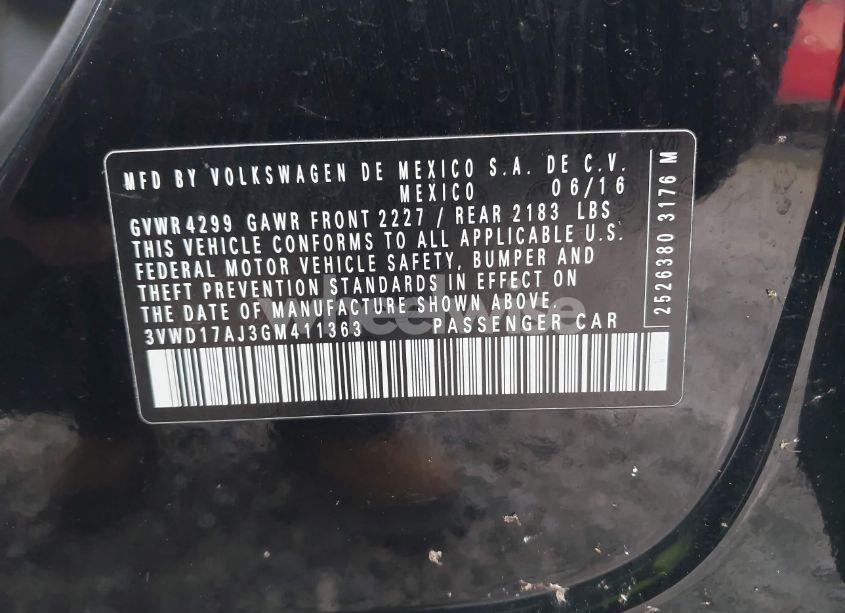 MFD BY VOLKSWAGEN DE MEXICO S.A. DE C.V.
MEXICO 06/16
GVWR 4299 GAWR FRONT 2227 / REAR 2183 LBS
THIS VEHICLE CONFORMS TO ALL APPLICABLE U.S.
FEDERAL MOTOR VEHICLE SAFETY, BUMPER AND
THEFT PREVENTION STANDARDS IN EFFECT ON
THE DATE OF MANUFACTURE SHOWN ABOVE.
3VWD17AJ3GM411363 PASSENGER CAR
2526380 3176 M
wheelwise